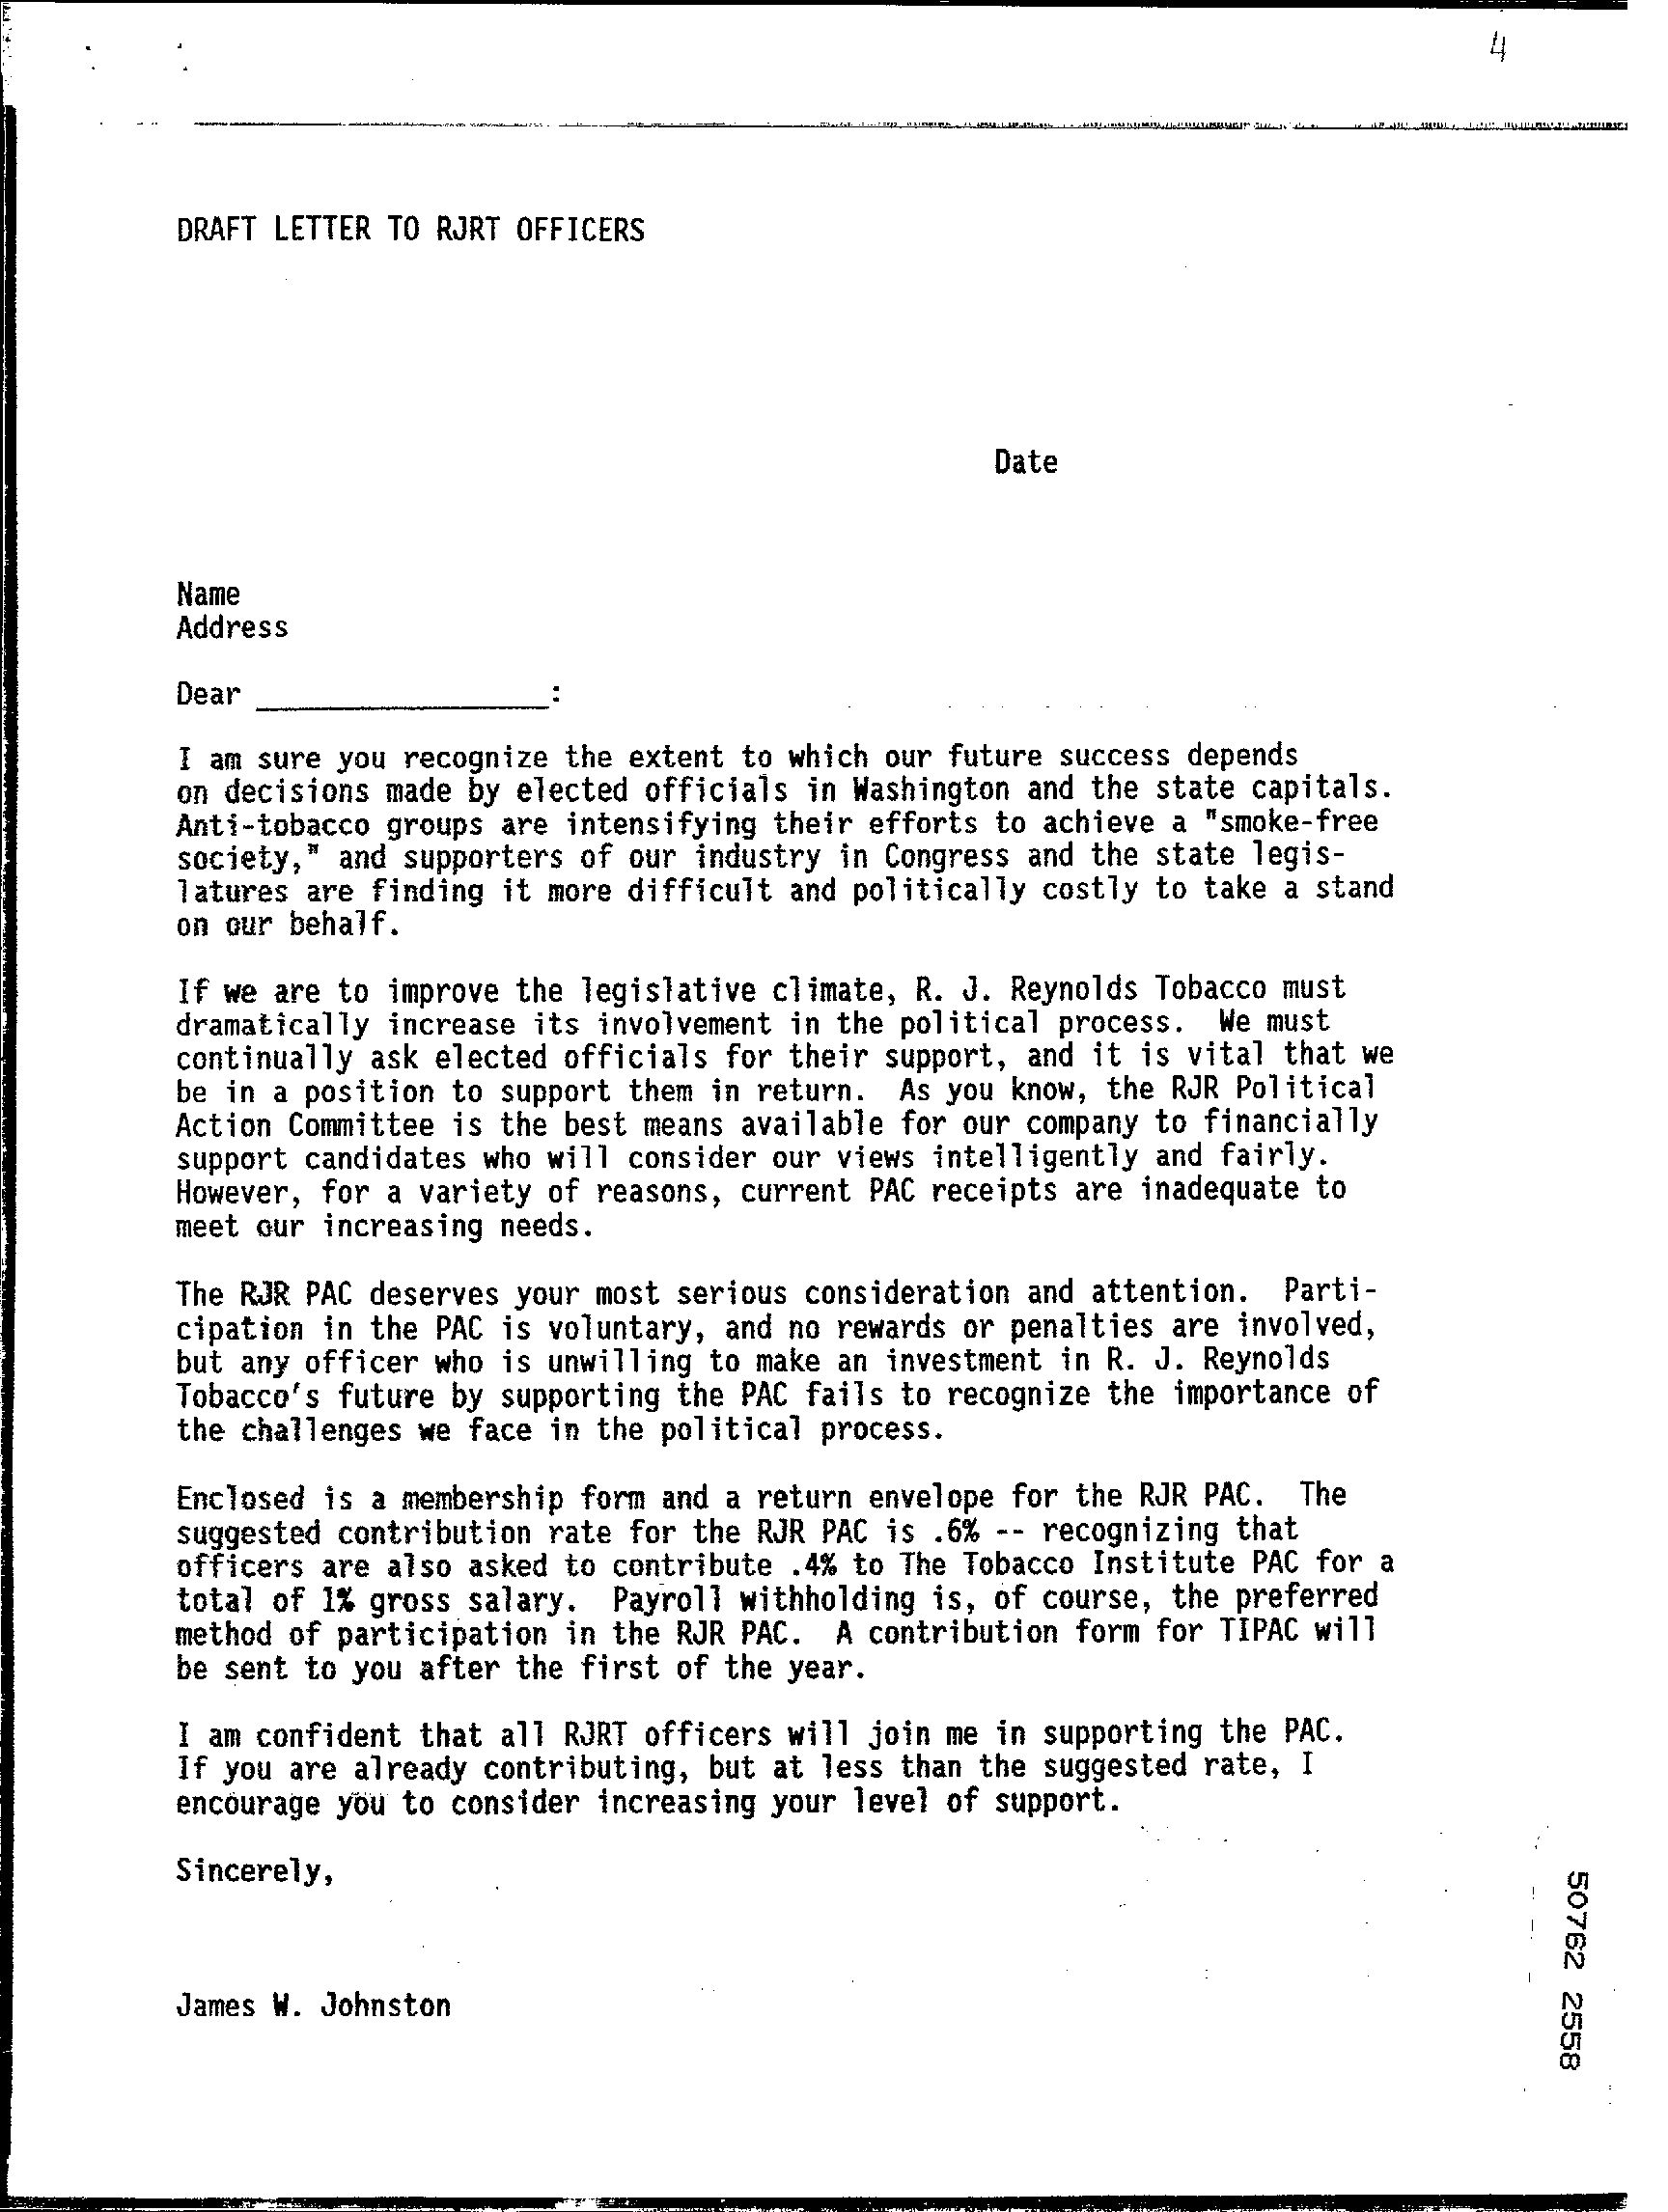 4
DRAFT LETTER TO RJRT OFFICERS
Date
Name
Address
Dear __________________:
I am sure you recognize the extent to which our future success depends
on decisions made by elected officials in Washington and the state capitals.
Anti-tobacco groups are intensifying their efforts to achieve a "smoke-free
society," and supporters of our industry in Congress and the state legis-
latures are finding it more difficult and politically costly to take a stand
on our behalf.
If we are to improve the legislative climate, R. J. Reynolds Tobacco must
dramatically increase its involvement in the political process. We must
continually ask elected officials for their support, and it is vital that we
be in a position to support them in return. As you know, the RJR Political
Action Committee is the best means available for our company to financially
support candidates who will consider our views intelligently and fairly.
However, for a variety of reasons, current PAC receipts are inadequate to
meet our increasing needs.
The RJR PAC deserves your most serious consideration and attention. Parti-
cipation in the PAC is voluntary, and no rewards or penalties are involved,
but any officer who is unwilling to make an investment in R. J. Reynolds
Tobacco's future by supporting the PAC fails to recognize the importance of
the challenges we face in the political process.
Enclosed is a membership form and a return envelope for the RJR PAC. The
suggested contribution rate for the RJR PAC is .6% -- recognizing that
officers are also asked to contribute .4% to The Tobacco Institute PAC for a
total of 1% gross salary. Payroll withholding is, of course, the preferred
method of participation in the RJR PAC. A contribution form for TIPAC will
be sent to you after the first of the year.
I am confident that all RJRT officers will join me in supporting the PAC.
If you are already contributing, but at less than the suggested rate, I
encourage you to consider increasing your level of support.
Sincerely,
James W. Johnston
50762 2558